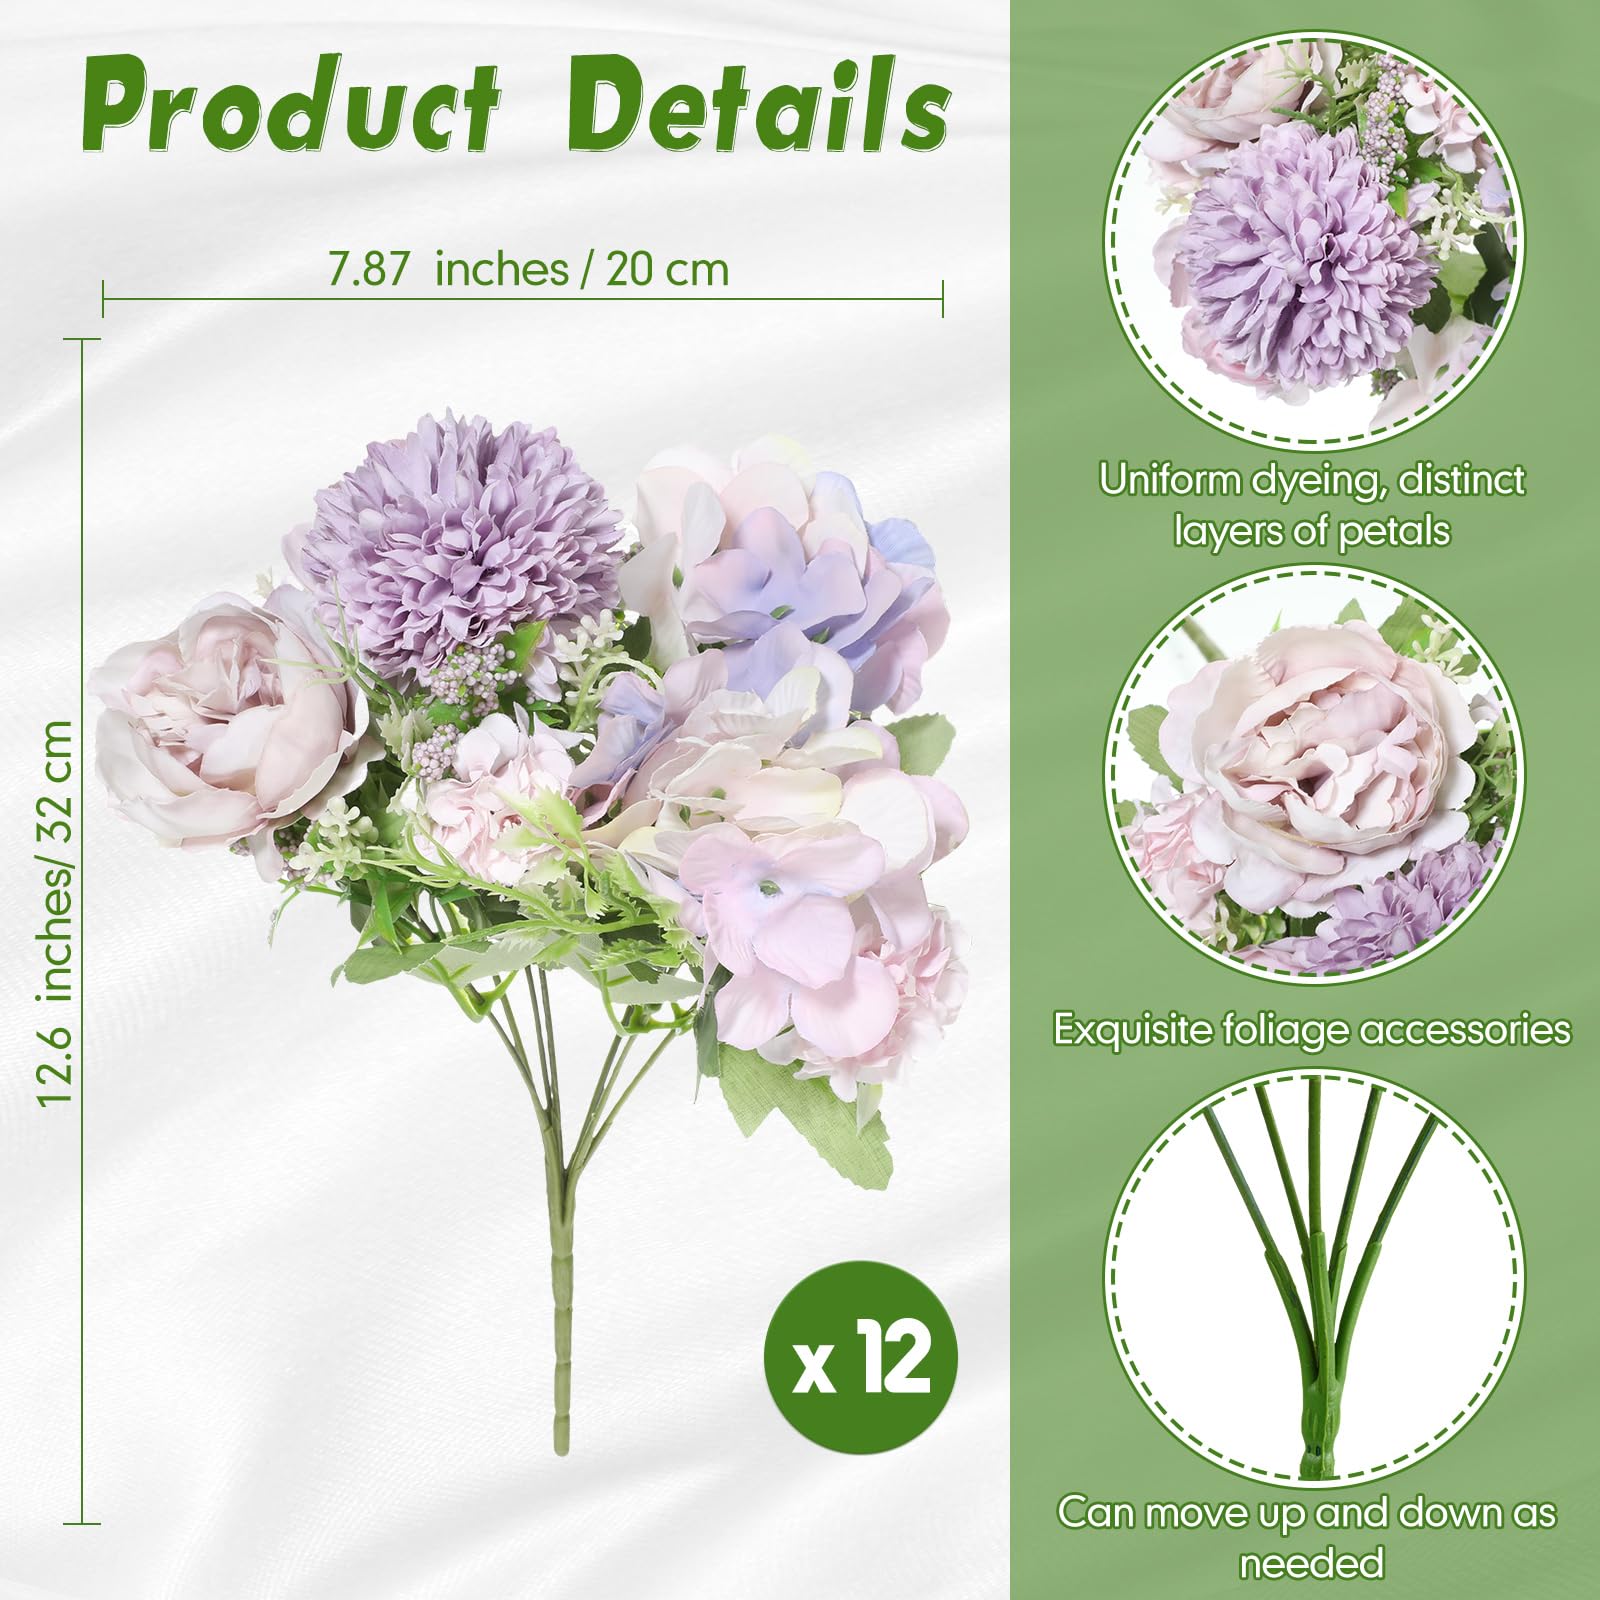 Product Details
7.87 inches / 20 cm
12.6 inches/ 32 cm
x 12
Uniform dyeing, distinct
layers of petals
Exquisite foliage accessories
Can move up and down as
needed